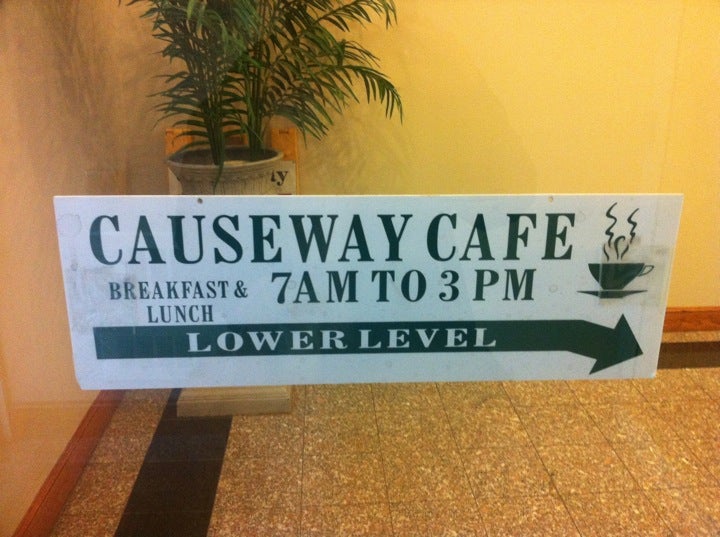 CAUSEWAY CAFE
BREAKFAST & 7AM TO 3 PM
LUNCH
LOWER LEVEL